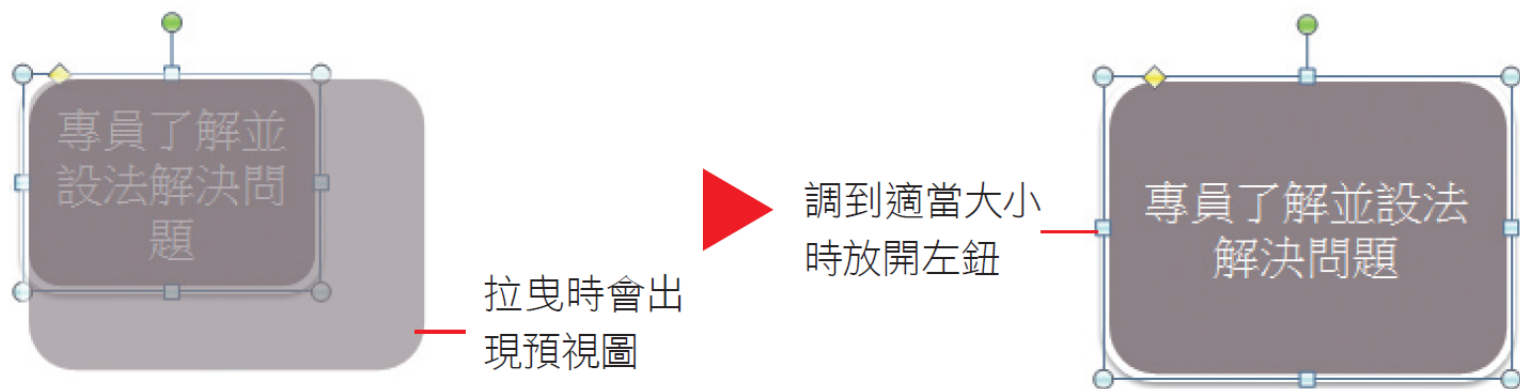 專員了解並
設法解決問
題
拉曳時會出
現預視圖
調到適當大小
時放開左鈕
專員了解並設法
解決問題